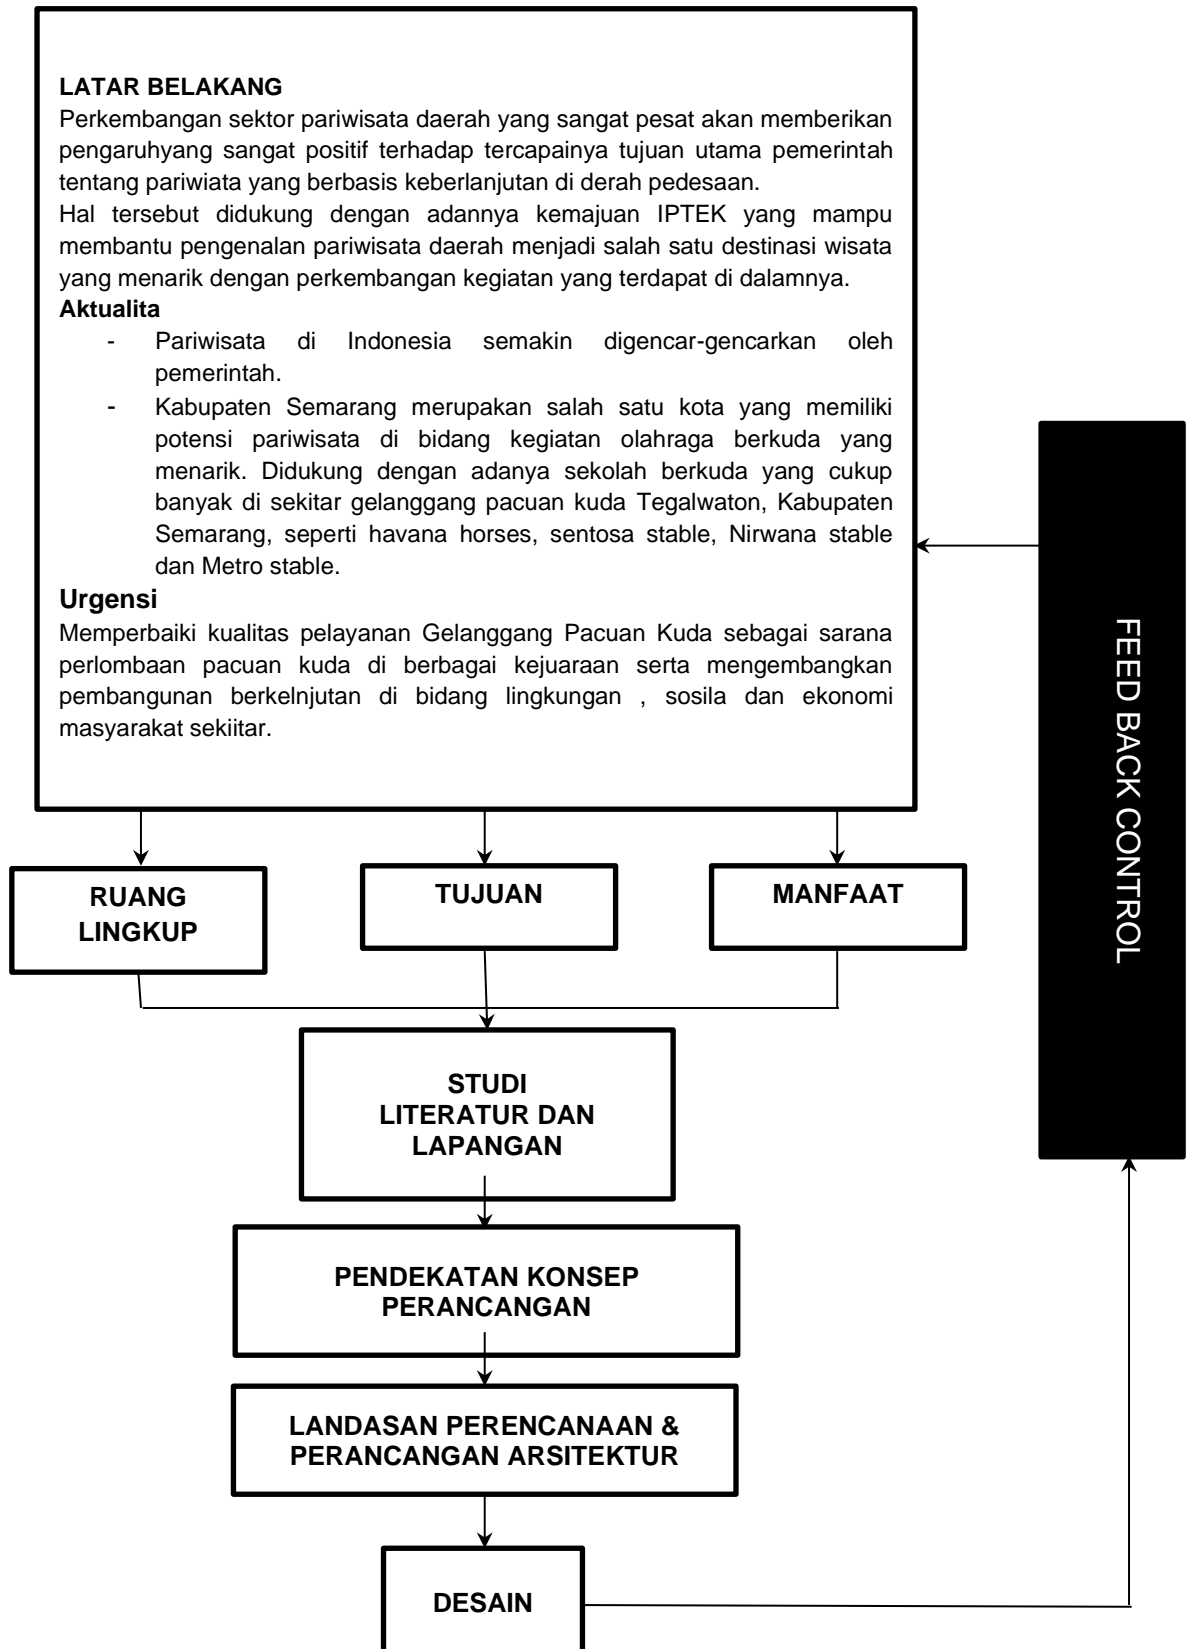 LATAR BELAKANG
Perkembangan sektor pariwisata daerah yang sangat pesat akan memberikan
pengaruhyang sangat positif terhadap tercapainya tujuan utama pemerintah
tentang pariwiata yang berbasis keberlanjutan di derah pedesaan.
Hal tersebut didukung dengan adannya kemajuan IPTEK yang mampu
membantu pengenalan pariwisata daerah menjadi salah satu destinasi wisata
yang menarik dengan perkembangan kegiatan yang terdapat di dalamnya.
Aktualita
- Pariwisata di Indonesia semakin digencar-gencarkan oleh
pemerintah.
- Kabupaten Semarang merupakan salah satu kota yang memiliki
potensi pariwisata di bidang kegiatan olahraga berkuda yang
menarik. Didukung dengan adanya sekolah berkuda yang cukup
banyak di sekitar gelanggang pacuan kuda Tegalwaton, Kabupaten
Semarang, seperti havana horses, sentosa stable, Nirwana stable
dan Metro stable.
Urgensi
Memperbaiki kualitas pelayanan Gelanggang Pacuan Kuda sebagai sarana
perlombaan pacuan kuda di berbagai kejuaraan serta mengembangkan
pembangunan berkelnjutan di bidang lingkungan , sosila dan ekonomi
masyarakat sekiitar.
FEED BACK CONTROL
RUANG
LINGKUP
TUJUAN
MANFAAT
STUDI
LITERATUR DAN
LAPANGAN
PENDEKATAN KONSEP
PERANCANGAN
LANDASAN PERENCANAAN &
PERANCANGAN ARSITEKTUR
DESAIN